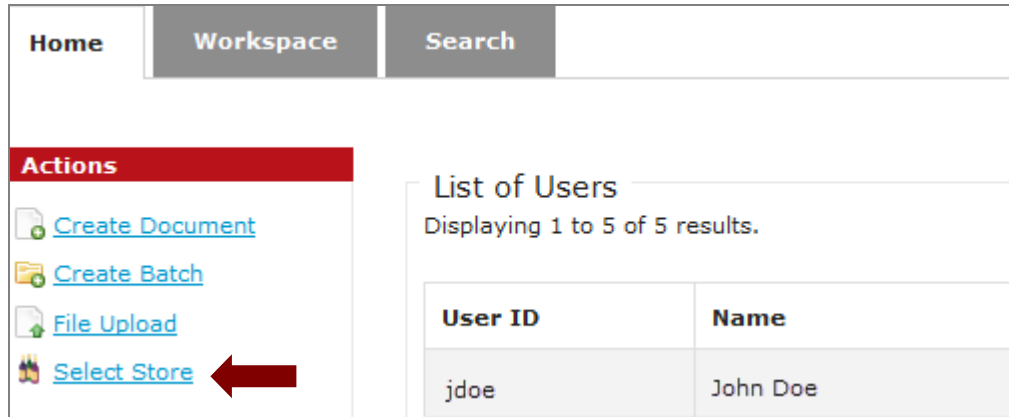 Home Workspace Search
Actions
Create Document
Create Batch
File Upload
Select Store
List of Users
Displaying 1 to 5 of 5 results.
User ID Name
jdoe John Doe